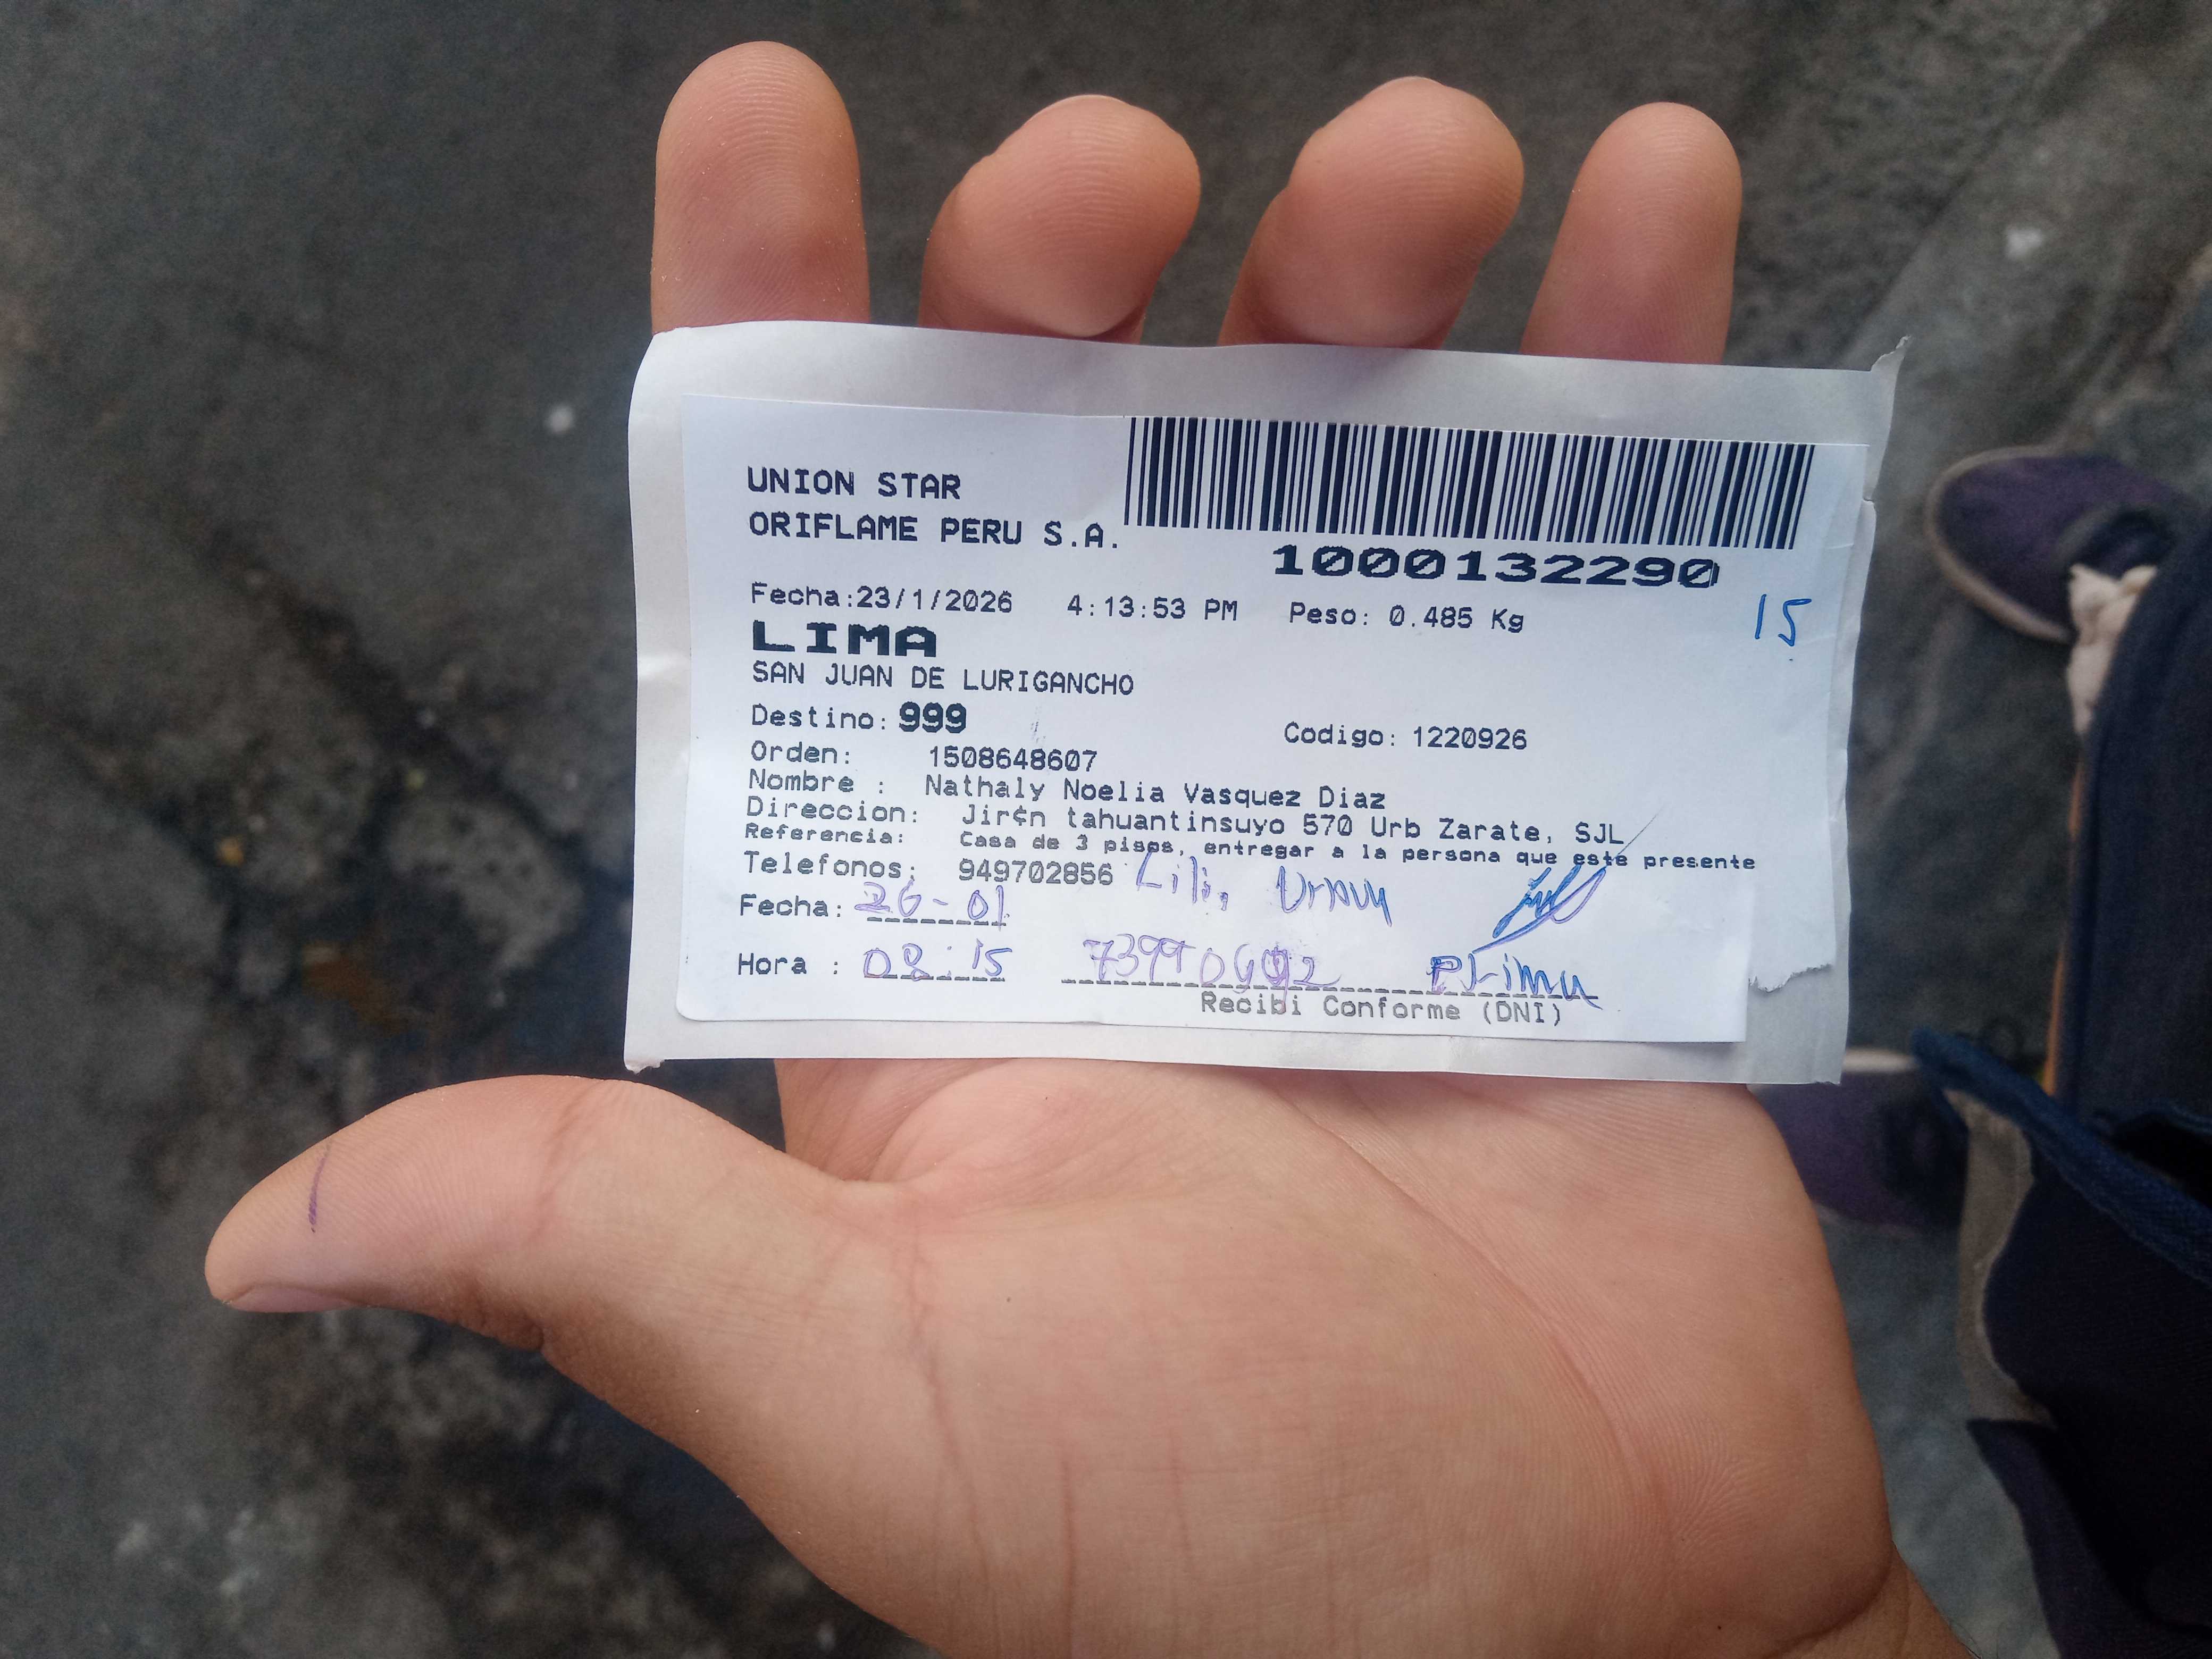 UNION STAR
ORIFLAME PERU S.A.
1000132290
Fecha:23/1/2026 4:13:53 PM Peso: 0.485 Kg
15
LIMA
SAN JUAN DE LURIGANCHO
Destino: 999 Codigo: 1220926
Orden: 1508648607
Nombre : Nathaly Noelia Vasquez Diaz
Direccion: Jir¢n tahuantinsuyo 570 Urb Zarate, SJL
Referencia: Casa de 3 pisos, entregar a la persona que esté presente
Telefonos: 949702856 Lili,
Fecha: 26-01
Hora : 08:15
Recibi Conforme (DNI)